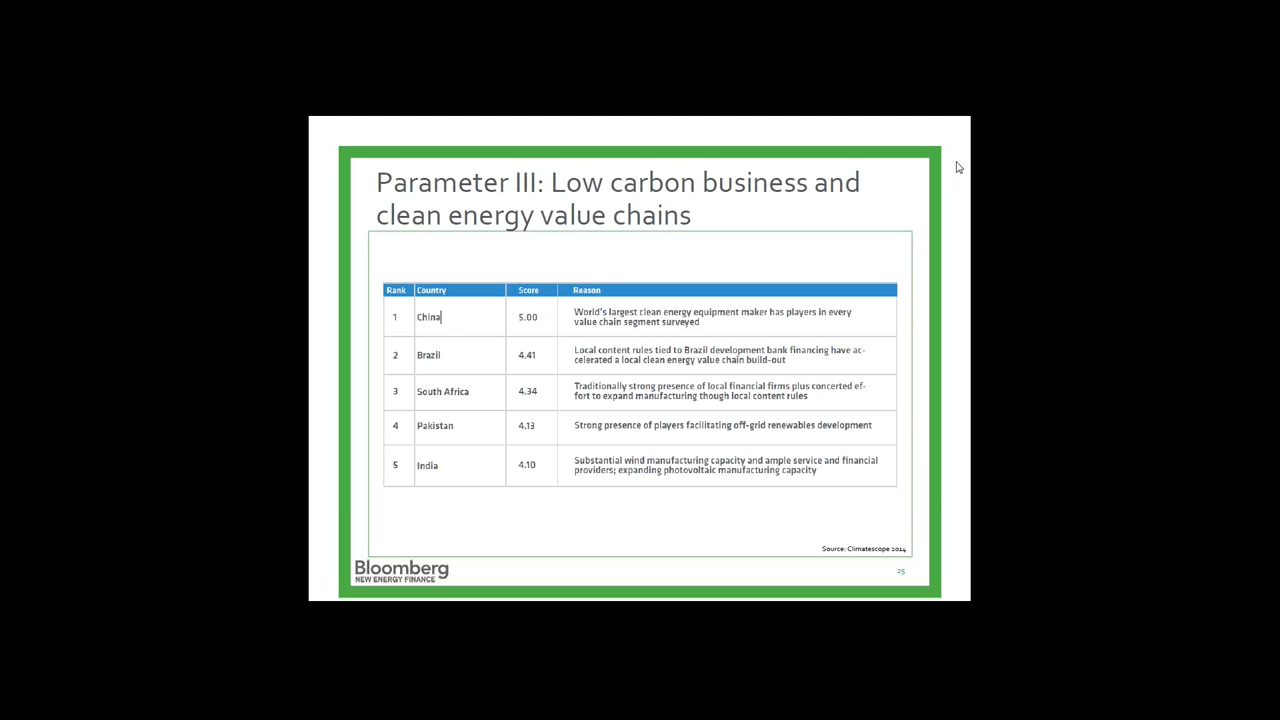 Parameter III: Low carbon business and
clean energy value chains
Rank Country Score Reason
1 China 5.00 World's largest clean energy equipment maker has players in every
value chain segment surveyed
2 Brazil 4.41 Local content rules tied to Brazil development bank financing have ac-
celerated a local clean energy value chain build-out
3 South Africa 4.34 Traditionally strong presence of local financial firms plus concerted ef-
fort to expand manufacturing though local content rules
4 Pakistan 4.13 Strong presence of players facilitating off-grid renewables development
5 India 4.10 Substantial wind manufacturing capacity and ample service and financial
providers; expanding photovoltaic manufacturing capacity
Source: Climatescope 2014
Bloomberg
NEW ENERGY FINANCE
25